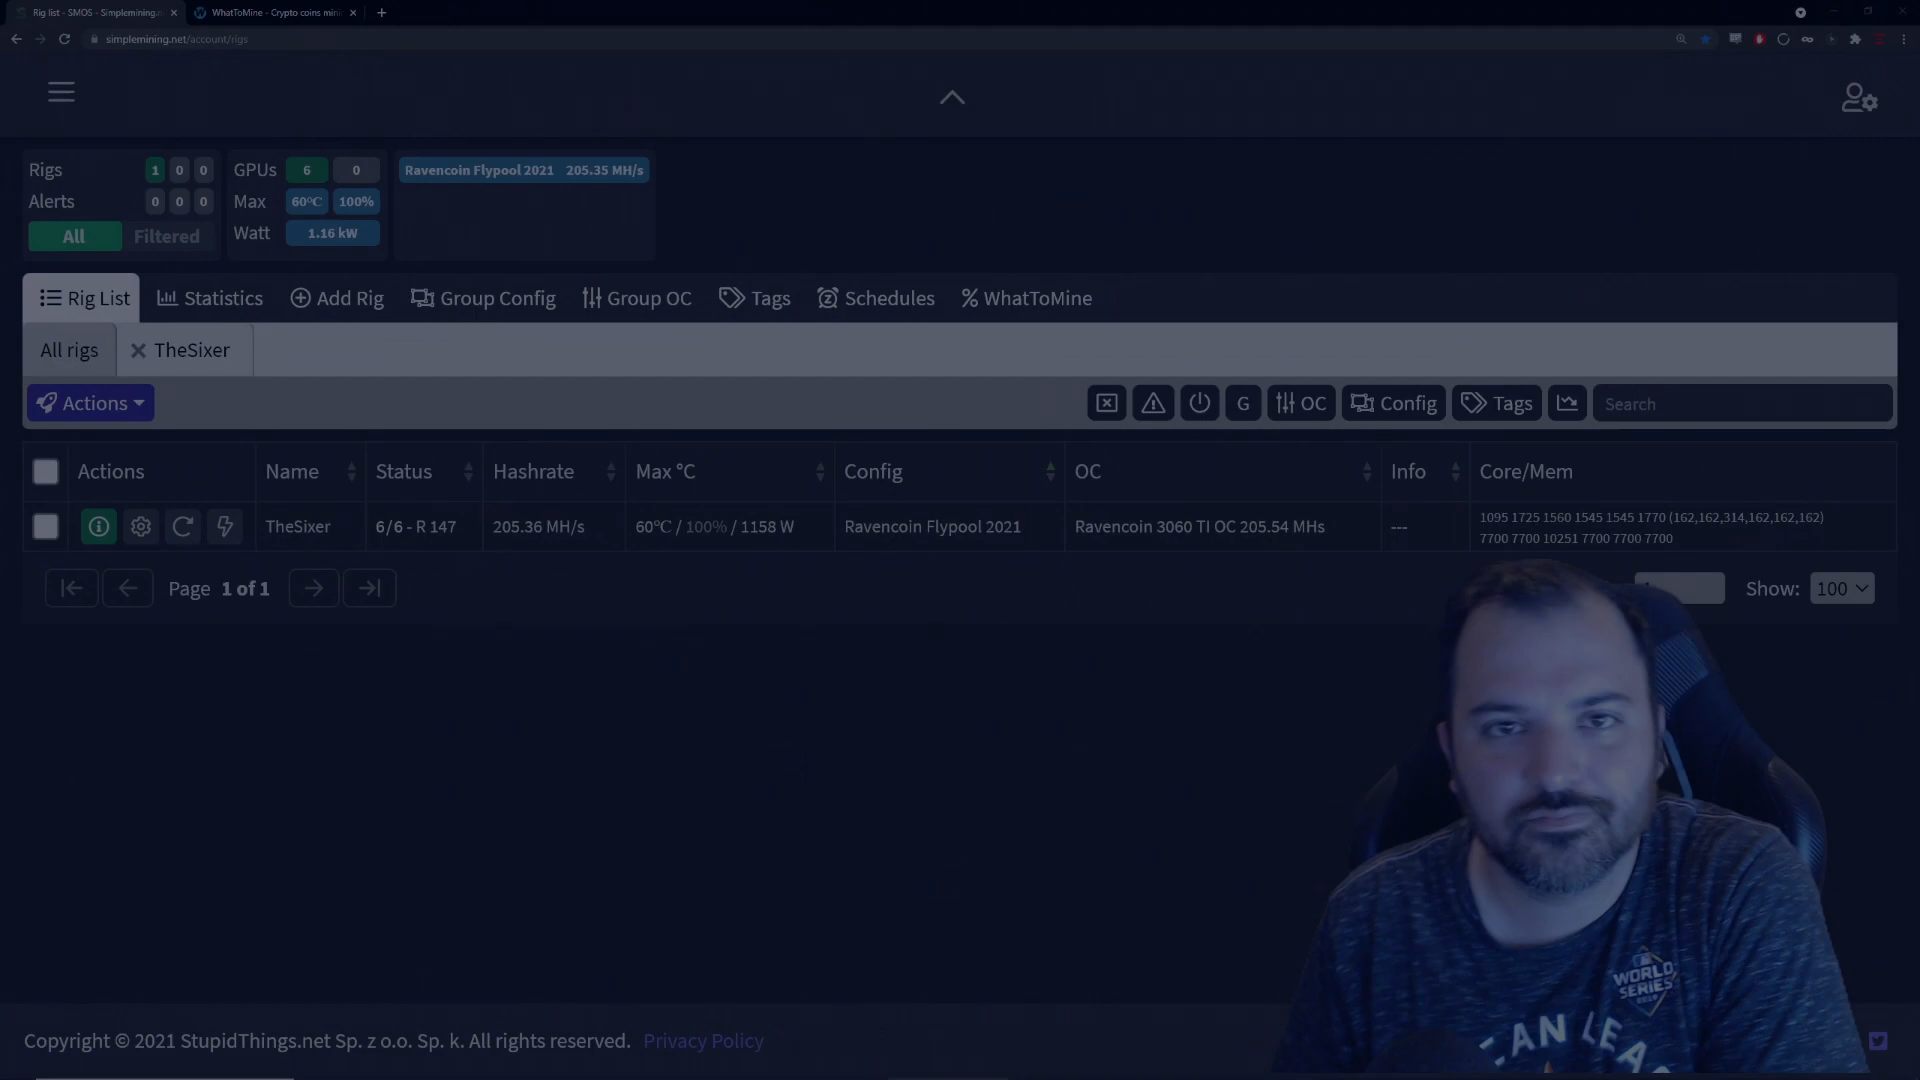 Rig list - SMOS - Simplemining.n
WhatToMine - Crypto coins mini
simplemining.net/account/rigs
Rigs 1 0 0
Alerts 0 0 0
All Filtered
GPUs 6 0
Max 60℃ 100%
Watt 1.16 kW
Ravencoin Flypool 2021 205.35 MH/s
Rig List Statistics Add Rig Group Config Group OC Tags Schedules WhatToMine
All rigs TheSixer
Actions G OC Config Tags Search
Actions Name Status Hashrate Max °C Config OC Info Core/Mem
TheSixer 6/6 - R 147 205.36 MH/s 60℃ / 100% / 1158 W Ravencoin Flypool 2021 Ravencoin 3060 TI OC 205.54 MHs --- 1095 1725 1560 1545 1545 1770 (162,162,314,162,162,162)
7700 7700 10251 7700 7700 7700
Page 1 of 1 Show: 100
WORLD
SERIES
EAN LEA
Copyright © 2021 StupidThings.net Sp. z o.o. Sp. k. All rights reserved. Privacy Policy